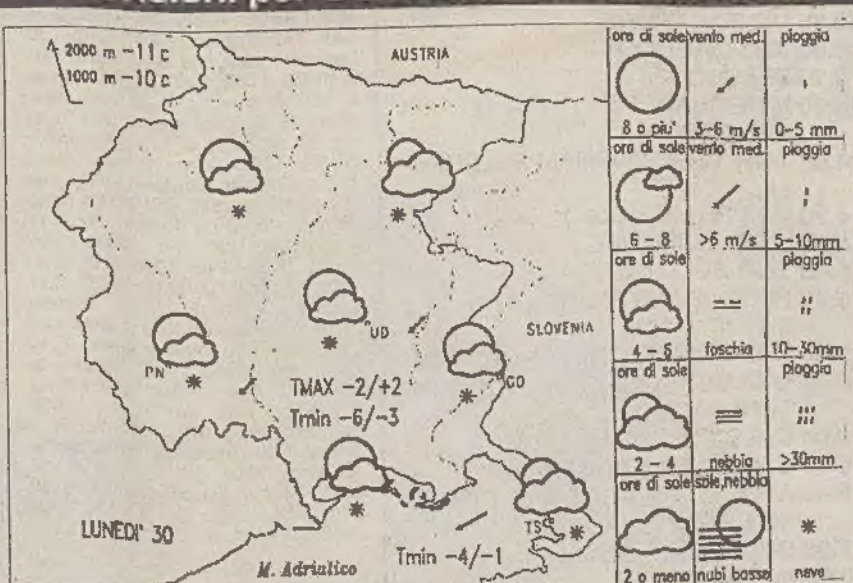 2000 m -11 c
1000 m -10 c
AUSTRIA
UD
SLOVENIA
PN
GO
TMAX -2/+2
Tmin -6/-3
LUNEDI' 30
TS
M. Adriatico
Tmin -4/-1
ore di sole vento med. pioggia
8 o piu' 3-6 m/s 0-5 mm
ore di sole vento med. pioggia
6 - 8 >6 m/s 5-10mm
ore di sole pioggia
4 - 6 foschia 10-30mm
ore di sole pioggia
2 - 4 nebbia >30mm
ore di sole sole,nebbia
2 o meno nubi basse neve